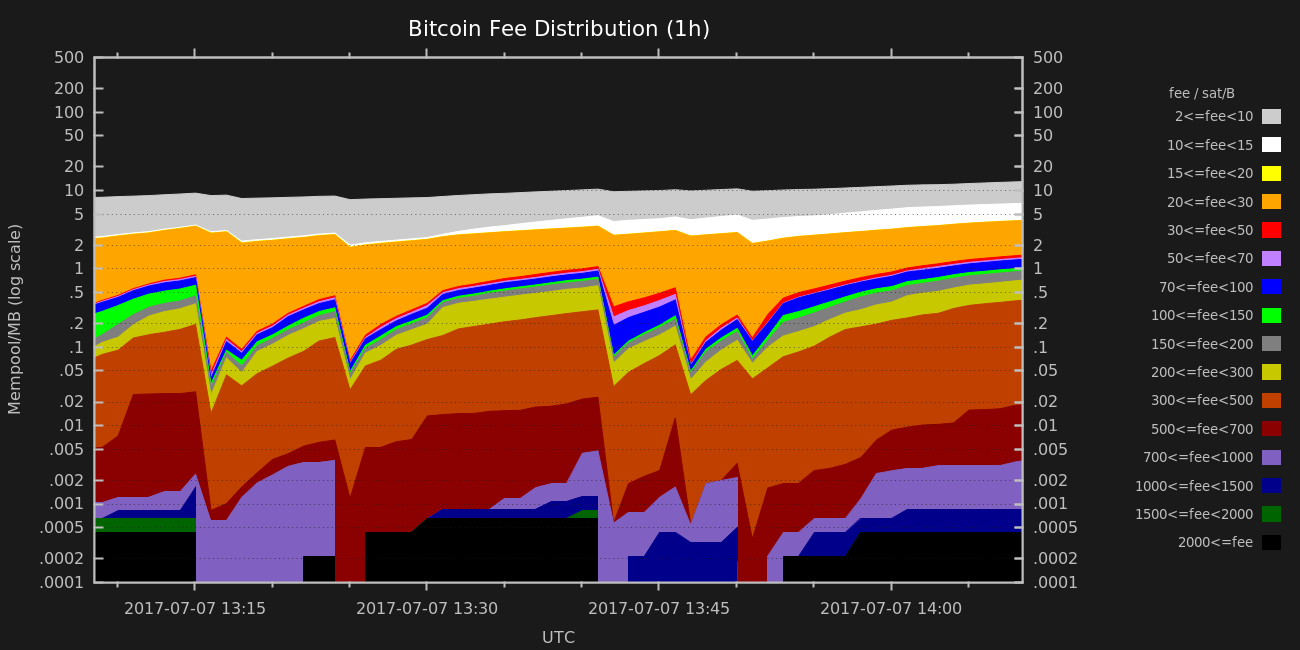 Bitcoin Fee Distribution (1h)
500 500
200 200
100 100
50 50
20 20
10 10
5 5
2 2
1 1
.5 .5
.2 .2
.1 .1
.05 .05
.02 .02
.01 .01
.005 .005
.002 .002
.001 .001
.0005 .0005
.0002 .0002
.0001 .0001
Mempool/MB (log scale)
2017-07-07 13:15 2017-07-07 13:30 2017-07-07 13:45 2017-07-07 14:00
UTC
fee / sat/B
2<=fee<10
10<=fee<15
15<=fee<20
20<=fee<30
30<=fee<50
50<=fee<70
70<=fee<100
100<=fee<150
150<=fee<200
200<=fee<300
300<=fee<500
500<=fee<700
700<=fee<1000
1000<=fee<1500
1500<=fee<2000
2000<=fee